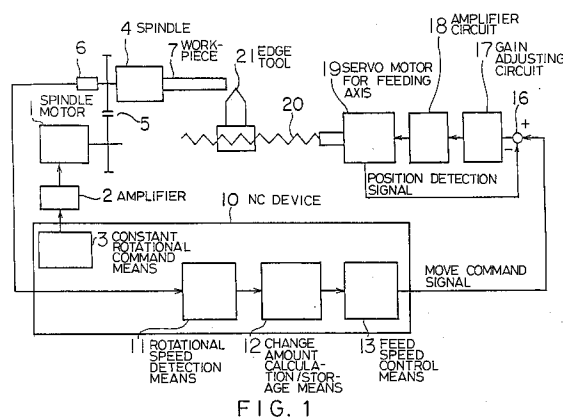 4 SPINDLE
7 WORK-
PIECE
6
21 EDGE
TOOL
19 SERVO MOTOR
FOR FEEDING
AXIS
18 AMPLIFIER
CIRCUIT
17 GAIN
ADJUSTING
CIRCUIT
16
+
-
1 SPINDLE
MOTOR
5
20
POSITION DETECTION
SIGNAL
2 AMPLIFIER
10 NC DEVICE
3 CONSTANT
ROTATIONAL
COMMAND
MEANS
MOVE COMMAND
SIGNAL
11 ROTATIONAL
SPEED
DETECTION
MEANS
12 CHANGE
AMOUNT
CALCULA-
TION/STOR-
AGE MEANS
13 FEED
SPEED
CONTROL
MEANS
FIG. 1